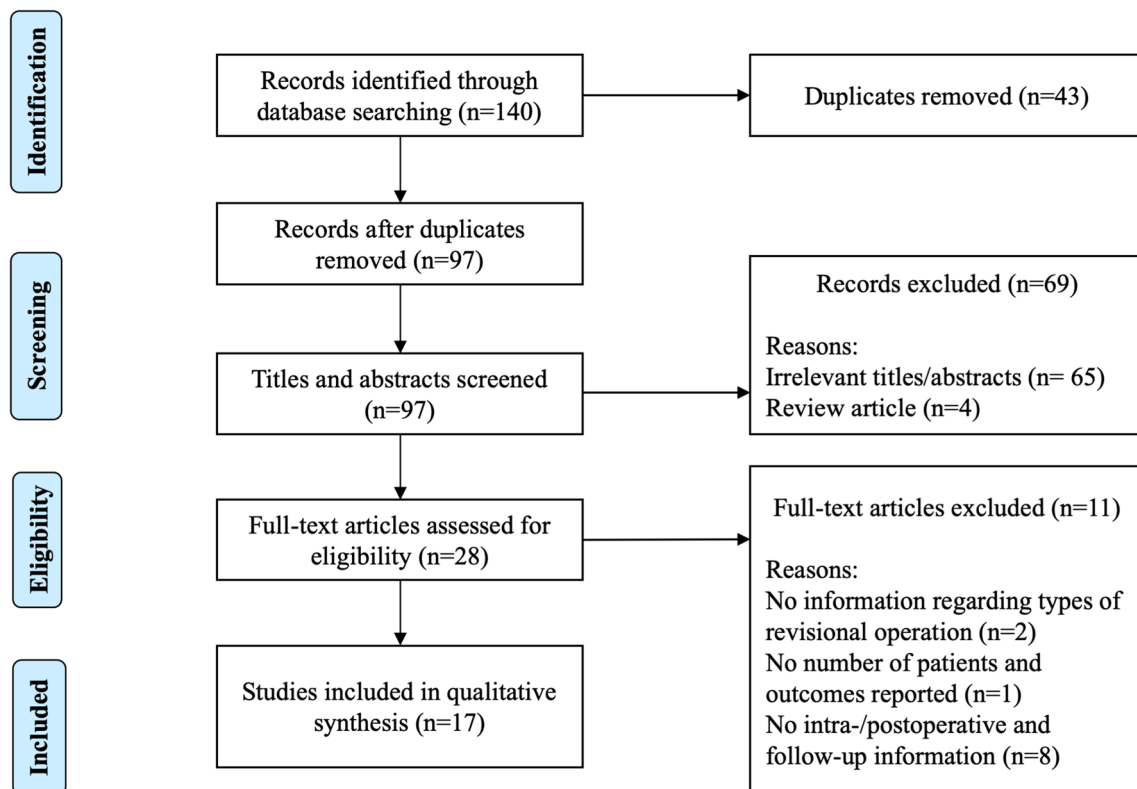 Identification
Records identified through
database searching (n=140)
Duplicates removed (n=43)
Records after duplicates
removed (n=97)
Screening
Titles and abstracts screened
(n=97)
Records excluded (n=69)
Reasons:
Irrelevant titles/abstracts (n= 65)
Review article (n=4)
Eligibility
Full-text articles assessed for
eligibility (n=28)
Full-text articles excluded (n=11)
Reasons:
No information regarding types of
revisional operation (n=2)
No number of patients and
outcomes reported (n=1)
No intra-/postoperative and
follow-up information (n=8)
Included
Studies included in qualitative
synthesis (n=17)